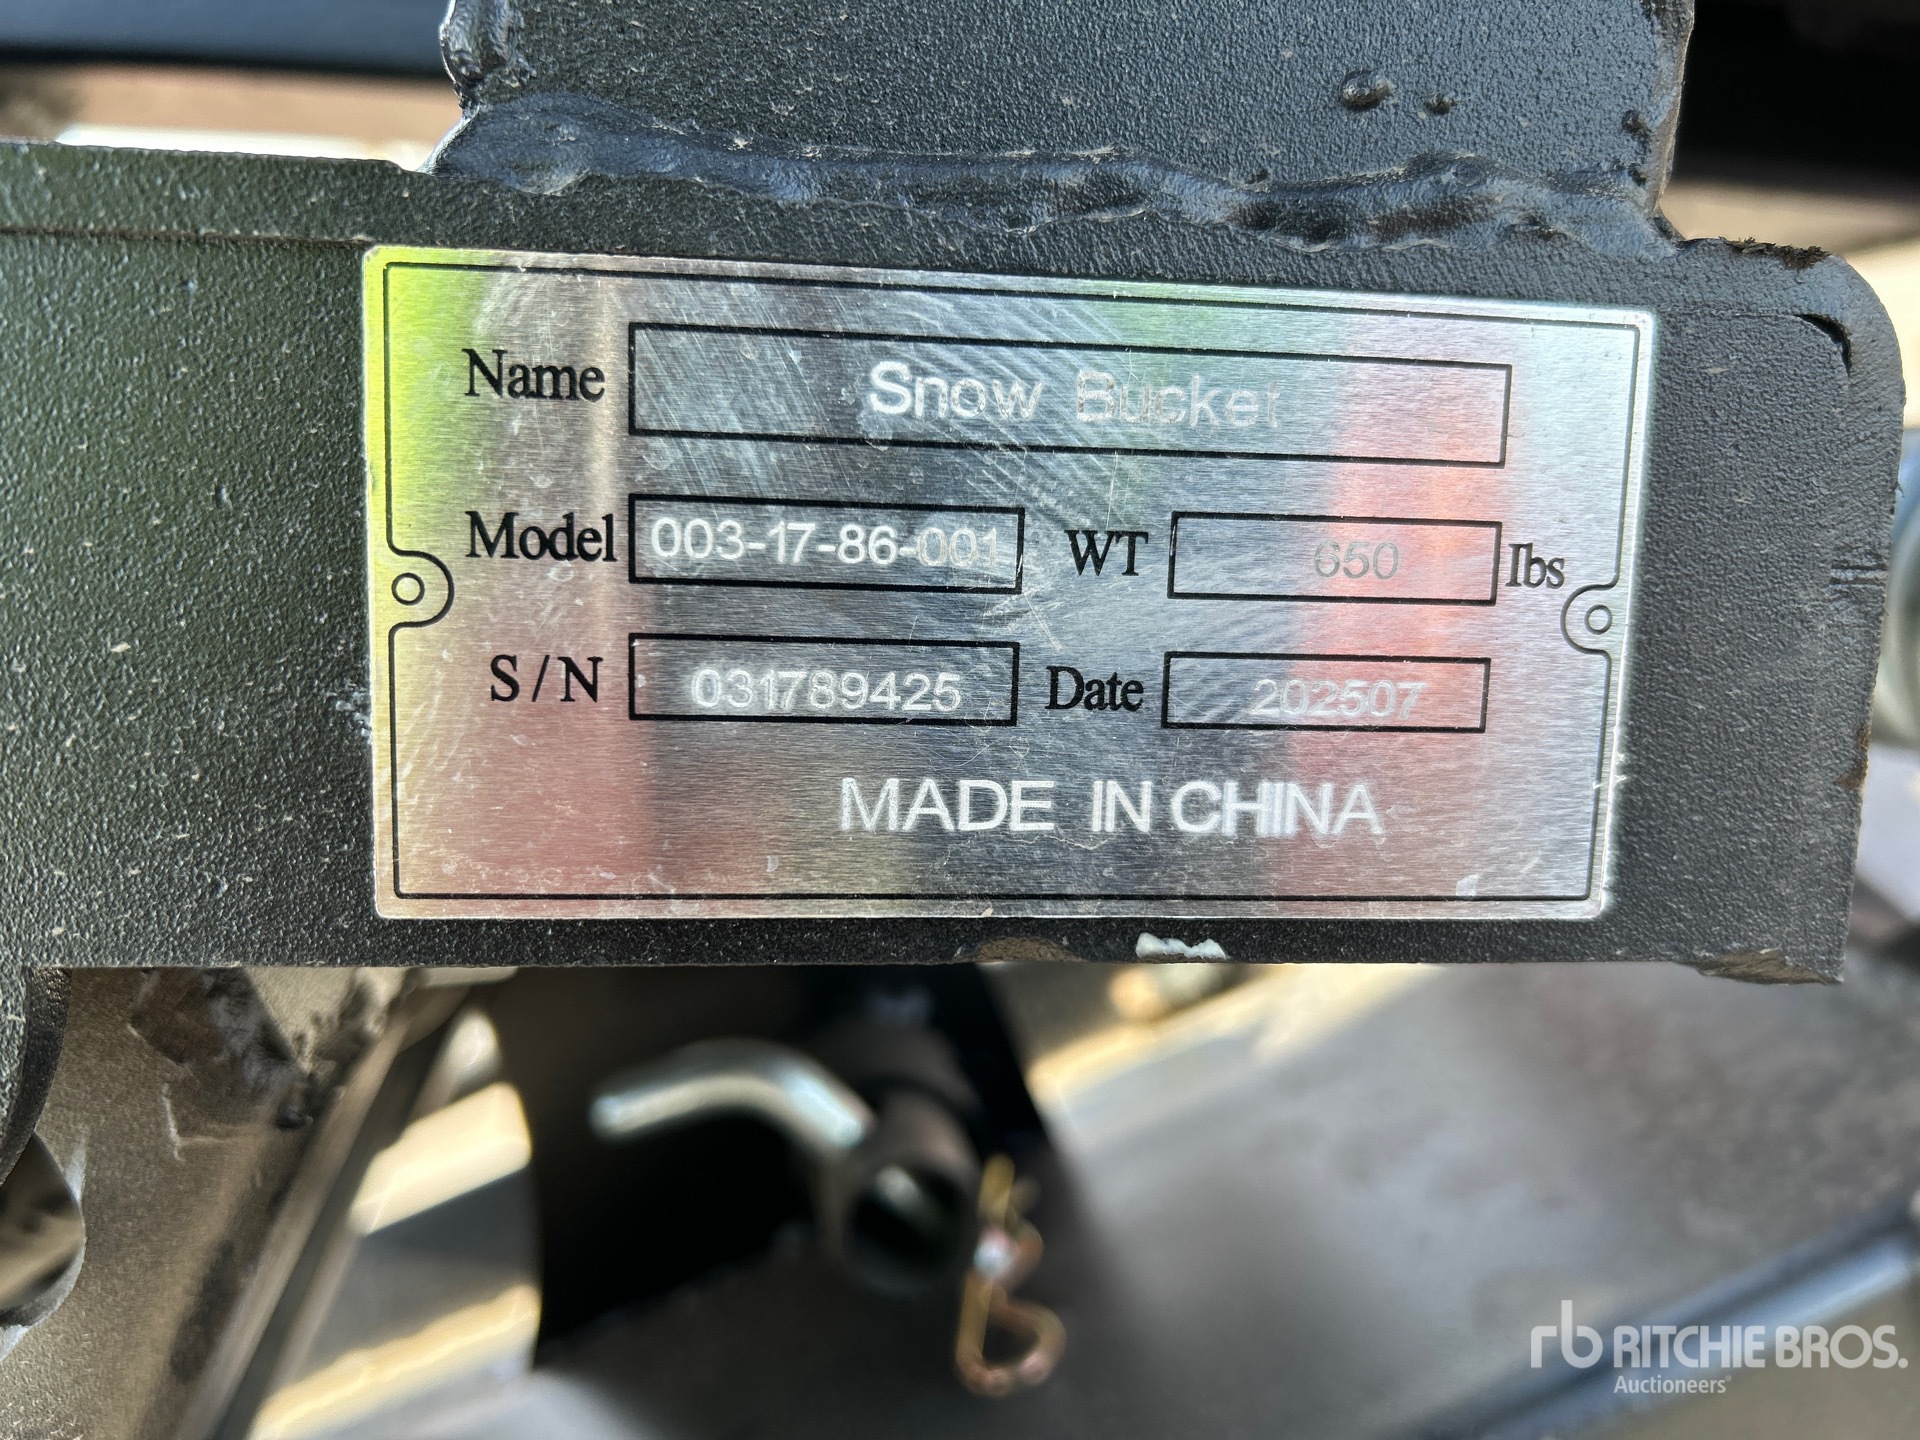 Name Snow Bucket
Model 003-17-86-001 WT 650 lbs
S/N 031789425 Date 202507
MADE IN CHINA
rb RITCHIE BROS.
Auctioneers